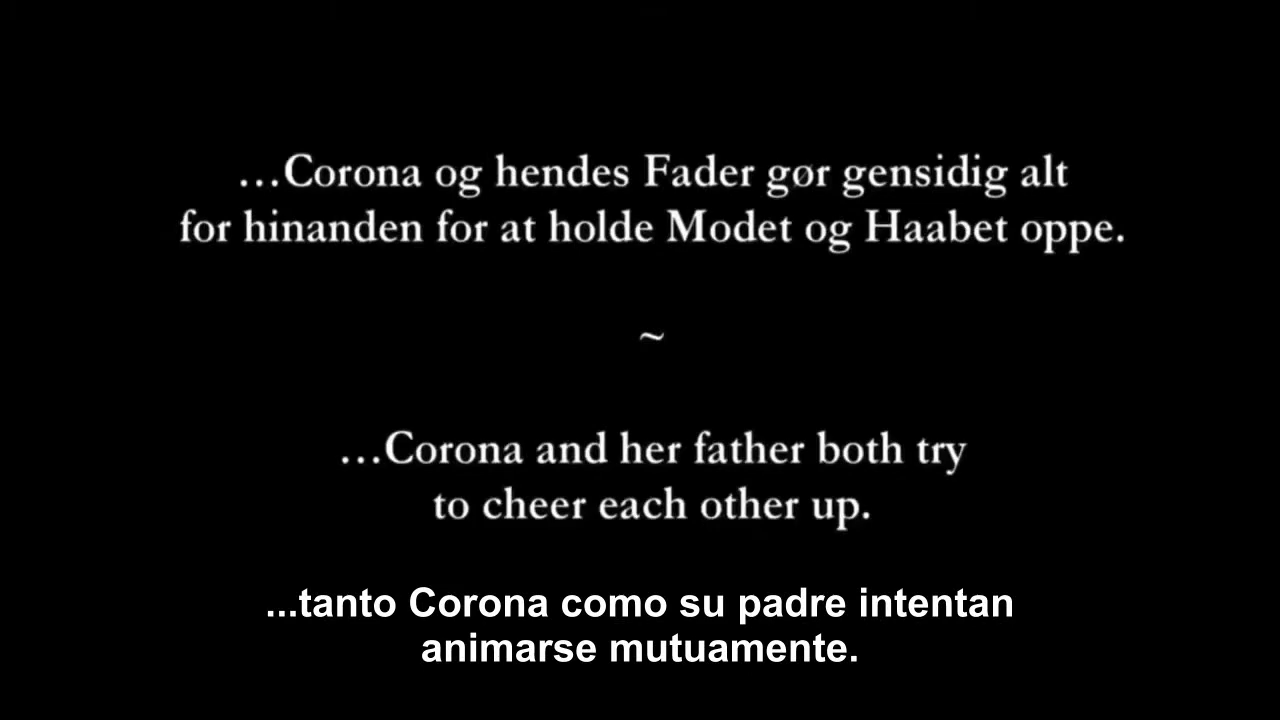 …Corona og hendes Fader gør gensidig alt
for hinanden for at holde Modet og Haabet oppe.
~
…Corona and her father both try
to cheer each other up.
...tanto Corona como su padre intentan
animarse mutuamente.